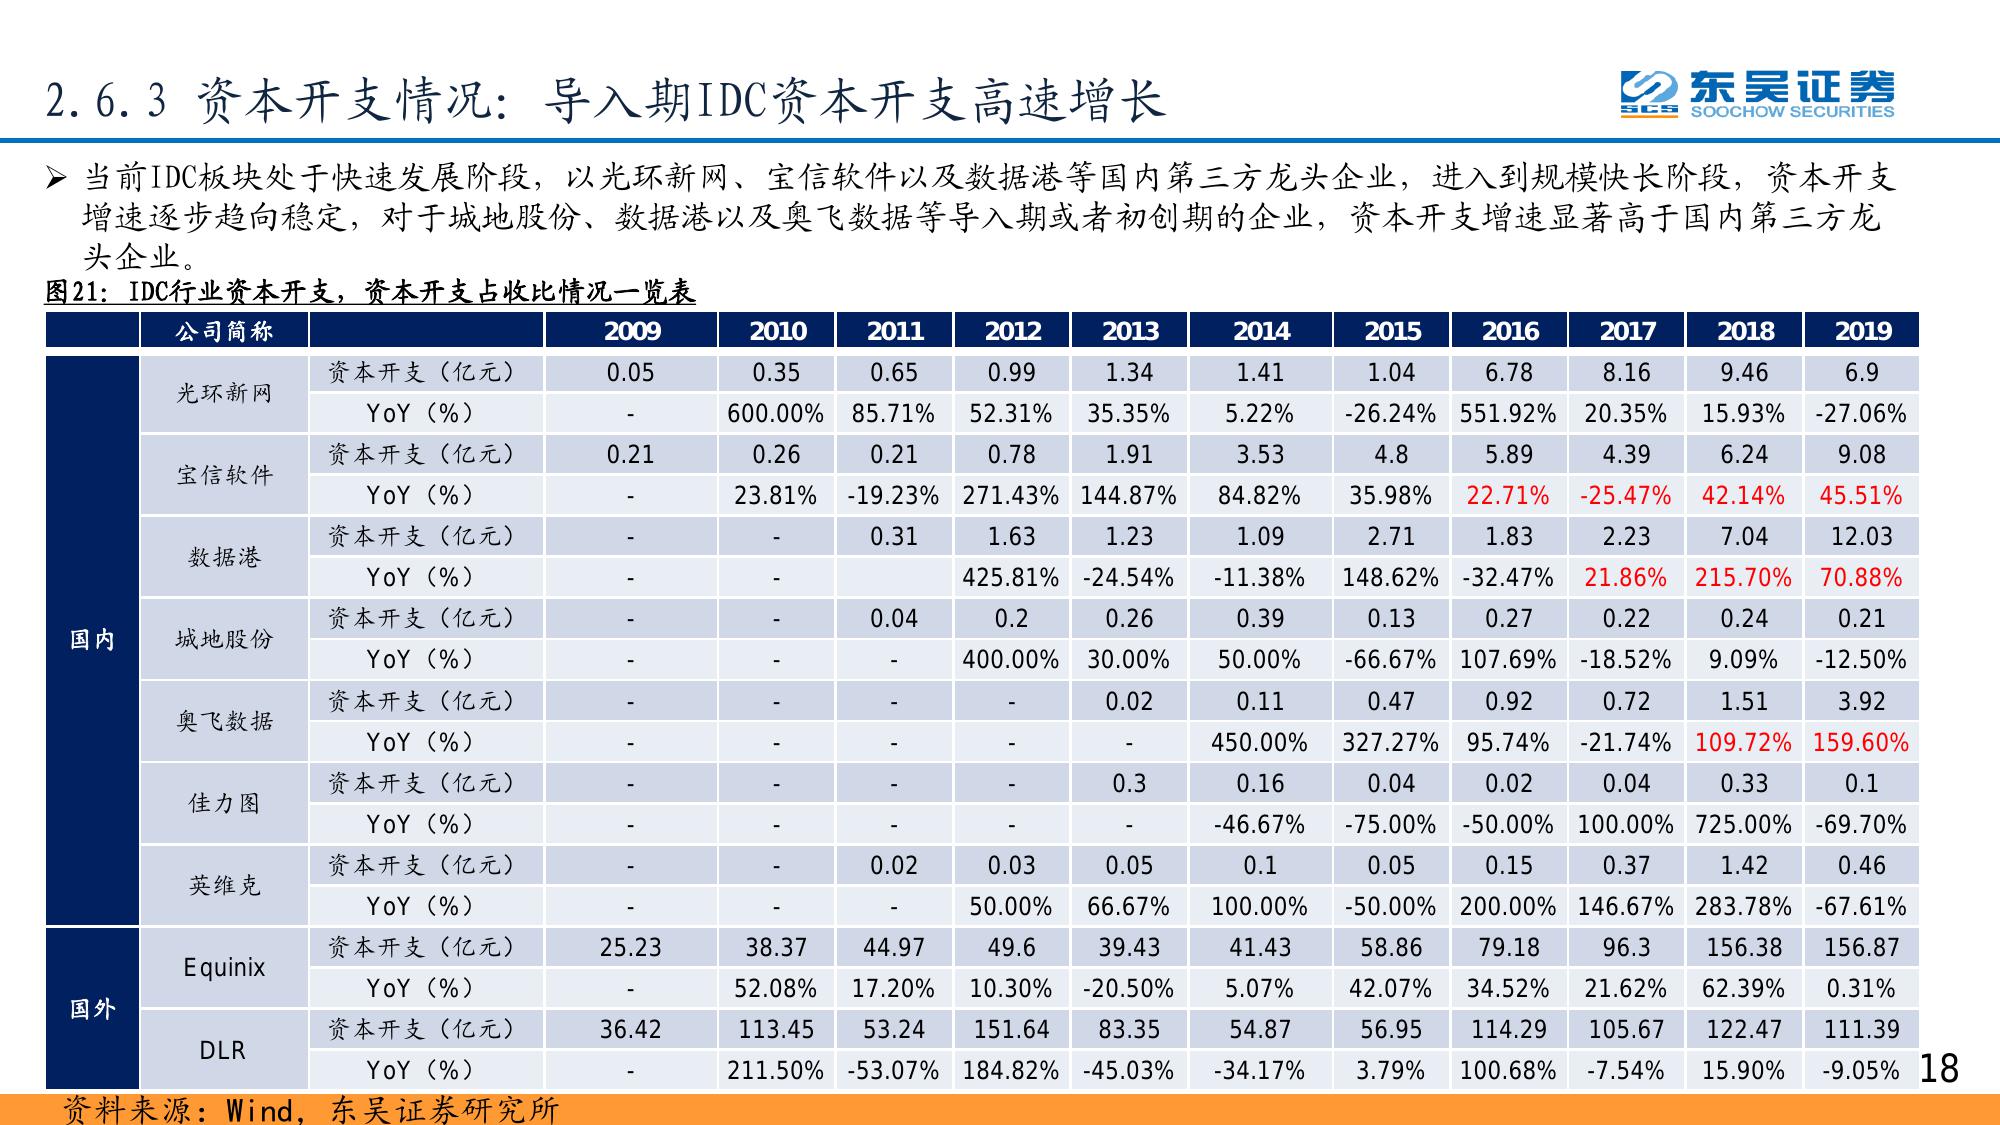 2.6.3 资本开支情况：导入期IDC资本开支高速增长
东吴证券
SCS
SOOCHOW SECURITIES
➢ 当前IDC板块处于快速发展阶段，以光环新网、宝信软件以及数据港等国内第三方龙头企业，进入到规模快长阶段，资本开支
增速逐步趋向稳定，对于城地股份、数据港以及奥飞数据等导入期或者初创期的企业，资本开支增速显著高于国内第三方龙
头企业。
图21：IDC行业资本开支，资本开支占收比情况一览表
公司简称 2009 2010 2011 2012 2013 2014 2015 2016 2017 2018 2019
国内
光环新网
资本开支（亿元） 0.05 0.35 0.65 0.99 1.34 1.41 1.04 6.78 8.16 9.46 6.9
YoY（%） - 600.00% 85.71% 52.31% 35.35% 5.22% -26.24% 551.92% 20.35% 15.93% -27.06%
宝信软件
资本开支（亿元） 0.21 0.26 0.21 0.78 1.91 3.53 4.8 5.89 4.39 6.24 9.08
YoY（%） - 23.81% -19.23% 271.43% 144.87% 84.82% 35.98% 22.71% -25.47% 42.14% 45.51%
数据港
资本开支（亿元） - - 0.31 1.63 1.23 1.09 2.71 1.83 2.23 7.04 12.03
YoY（%） - - 425.81% -24.54% -11.38% 148.62% -32.47% 21.86% 215.70% 70.88%
城地股份
资本开支（亿元） - - 0.04 0.2 0.26 0.39 0.13 0.27 0.22 0.24 0.21
YoY（%） - - - 400.00% 30.00% 50.00% -66.67% 107.69% -18.52% 9.09% -12.50%
奥飞数据
资本开支（亿元） - - - - 0.02 0.11 0.47 0.92 0.72 1.51 3.92
YoY（%） - - - - - 450.00% 327.27% 95.74% -21.74% 109.72% 159.60%
佳力图
资本开支（亿元） - - - - 0.3 0.16 0.04 0.02 0.04 0.33 0.1
YoY（%） - - - - - -46.67% -75.00% -50.00% 100.00% 725.00% -69.70%
英维克
资本开支（亿元） - - 0.02 0.03 0.05 0.1 0.05 0.15 0.37 1.42 0.46
YoY（%） - - - 50.00% 66.67% 100.00% -50.00% 200.00% 146.67% 283.78% -67.61%
国外
Equinix
资本开支（亿元） 25.23 38.37 44.97 49.6 39.43 41.43 58.86 79.18 96.3 156.38 156.87
YoY（%） - 52.08% 17.20% 10.30% -20.50% 5.07% 42.07% 34.52% 21.62% 62.39% 0.31%
DLR
资本开支（亿元） 36.42 113.45 53.24 151.64 83.35 54.87 56.95 114.29 105.67 122.47 111.39
YoY（%） - 211.50% -53.07% 184.82% -45.03% -34.17% 3.79% 100.68% -7.54% 15.90% -9.05%
18
资料来源：Wind，东吴证券研究所